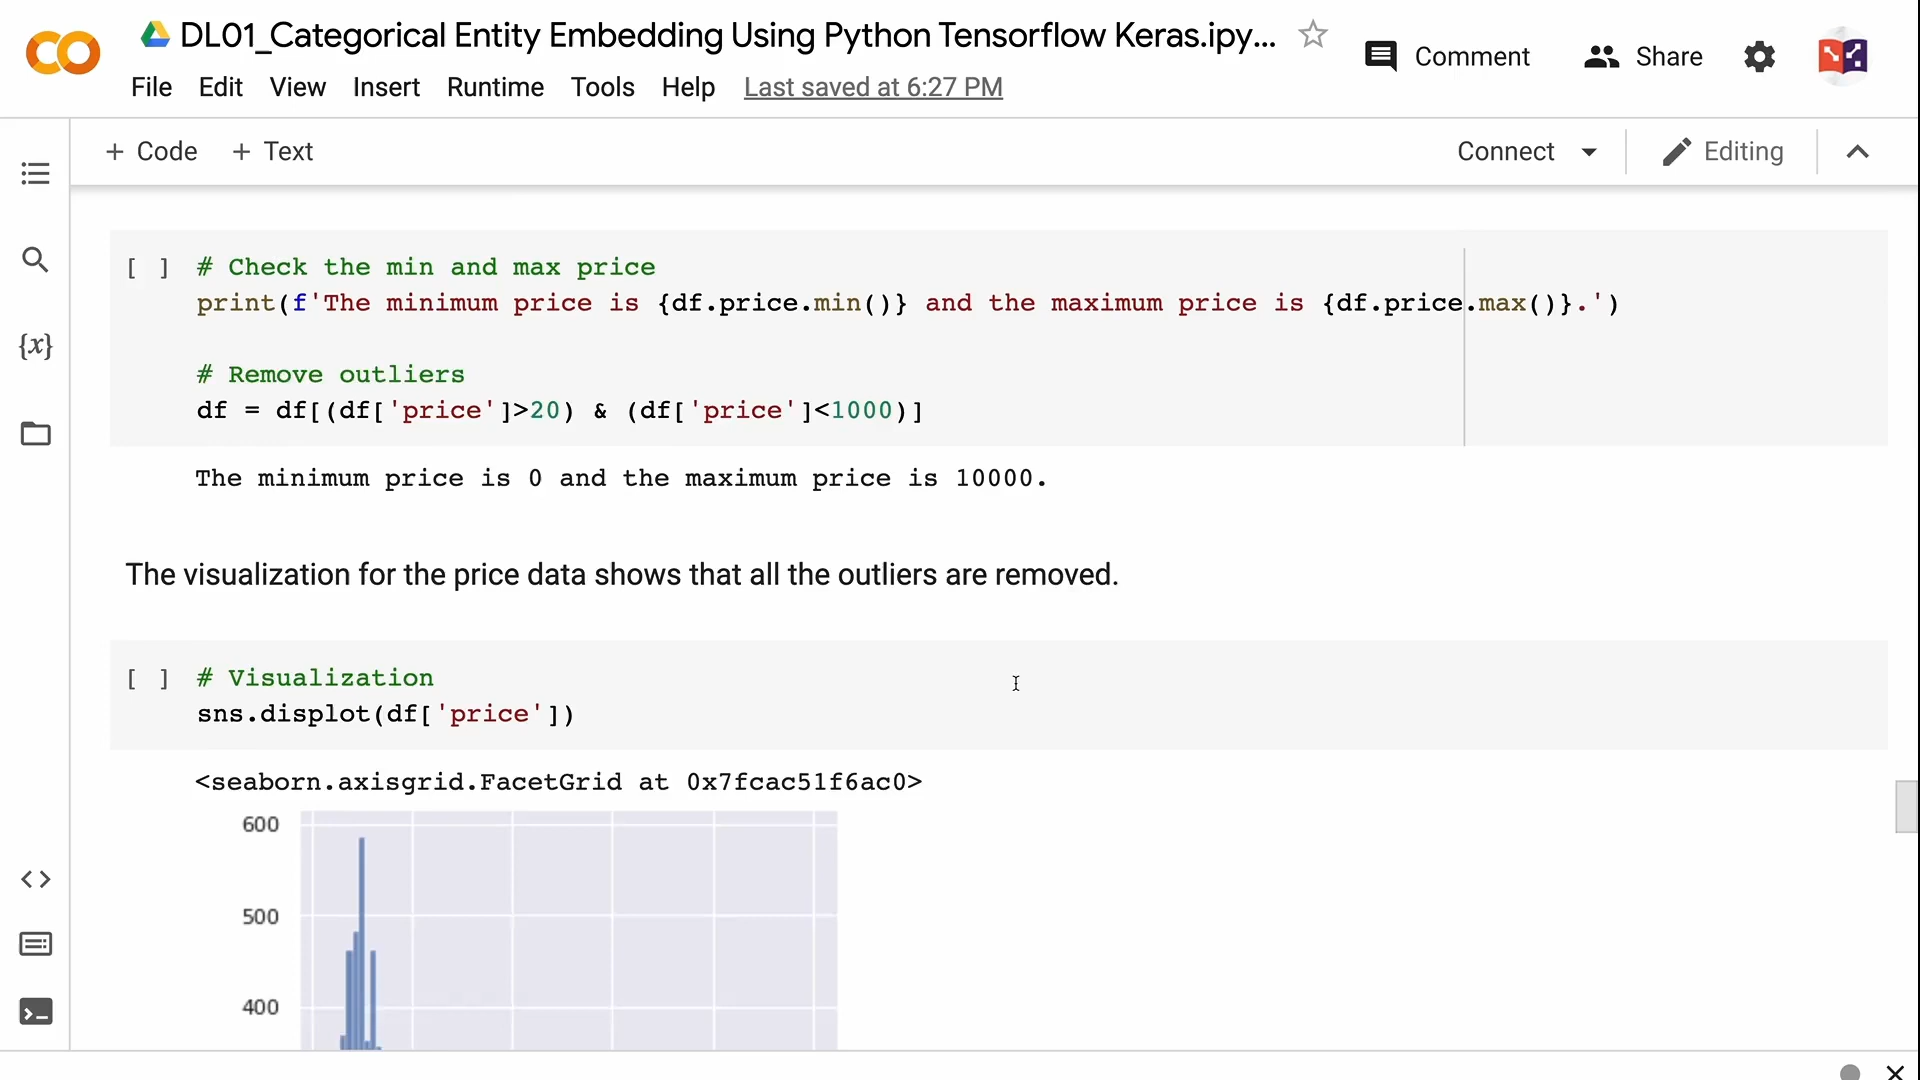 DL01_Categorical Entity Embedding Using Python Tensorflow Keras.ipy...
Comment
Share
File Edit View Insert Runtime Tools Help Last saved at 6:27 PM
+ Code + Text
Connect
Editing
{x}
[ ] # Check the min and max price
print(f'The minimum price is {df.price.min()} and the maximum price is {df.price.max()}.')
# Remove outliers
df = df[(df['price']>20) & (df['price']<1000)]
The minimum price is 0 and the maximum price is 10000.
The visualization for the price data shows that all the outliers are removed.
[ ] # Visualization
sns.displot(df['price'])
<seaborn.axisgrid.FacetGrid at 0x7fcac51f6ac0>
600
500
400